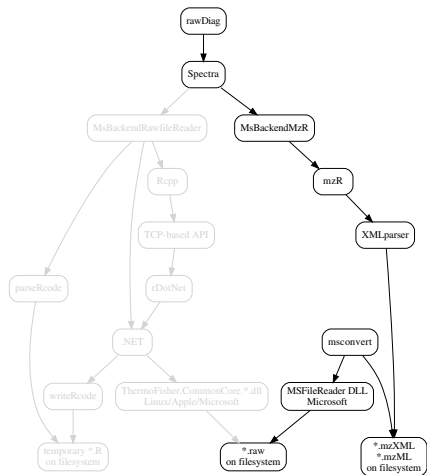 rawDiag
Spectra
MsBackendRawfileReader
MsBackendMzR
Rcpp
mzR
TCP-based API
XMLparser
parseRcode
rDotNet
.NET
msconvert
writeRcode
ThermoFisher.CommonCore.*.dll
Linux/Apple/Microsoft
MSFileReader DLL
Microsoft
temporary *.R
on filesystem
*.raw
on filesystem
*.mzXML
*.mzML
on filesystem